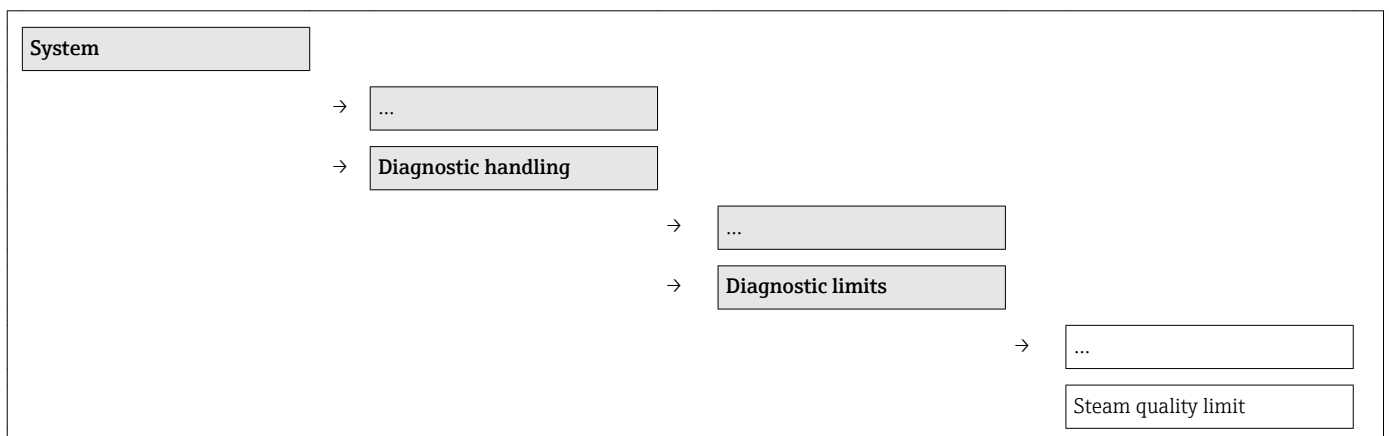 System
→ ...
→ Diagnostic handling
→ ...
→ Diagnostic limits
→ ...
Steam quality limit